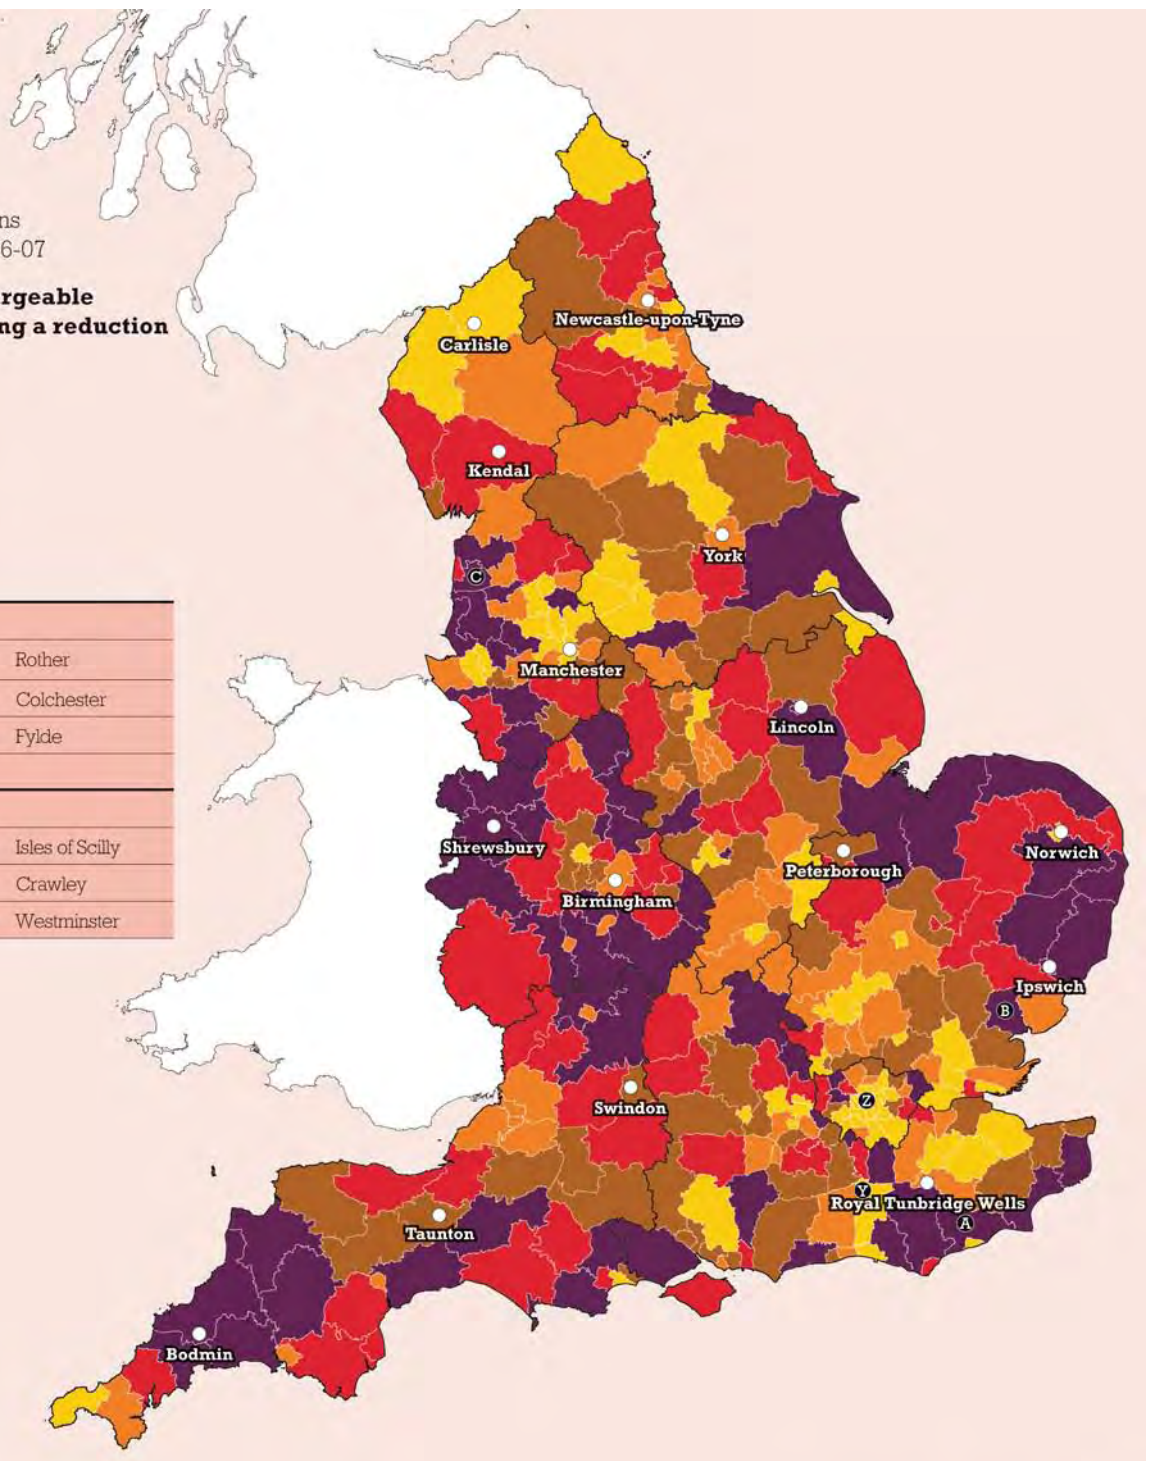 ns
6-07
rgeable
ng a reduction
Newcastle-upon-Tyne
Carlisle
Kendal
York
C
Rother
Colchester
Fylde
Manchester
Lincoln
Isles of Scilly
Crawley
Westminster
Shrewsbury
Norwich
Peterborough
Birmingham
Ipswich
B
Z
Swindon
Y
Royal Tunbridge Wells
A
Taunton
Bodmin